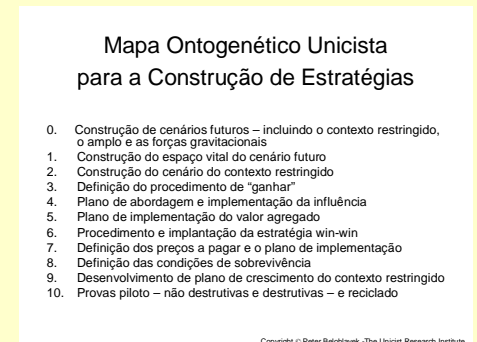 Mapa Ontogenético Unicista
para a Construção de Estratégias
0. Construção de cenários futuros – incluindo o contexto restringido,
o amplo e as forças gravitacionais
1. Construção do espaço vital do cenário futuro
2. Construção do cenário do contexto restringido
3. Definição do procedimento de “ganhar”
4. Plano de abordagem e implementação da influência
5. Plano de implementação do valor agregado
6. Procedimento e implantação da estratégia win-win
7. Definição dos preços a pagar e o plano de implementação
8. Definição das condições de sobrevivência
9. Desenvolvimento de plano de crescimento do contexto restringido
10. Provas piloto – não destrutivas e destrutivas – e reciclado
Copyright © Peter Belohlavek -The Unicist Research Institute